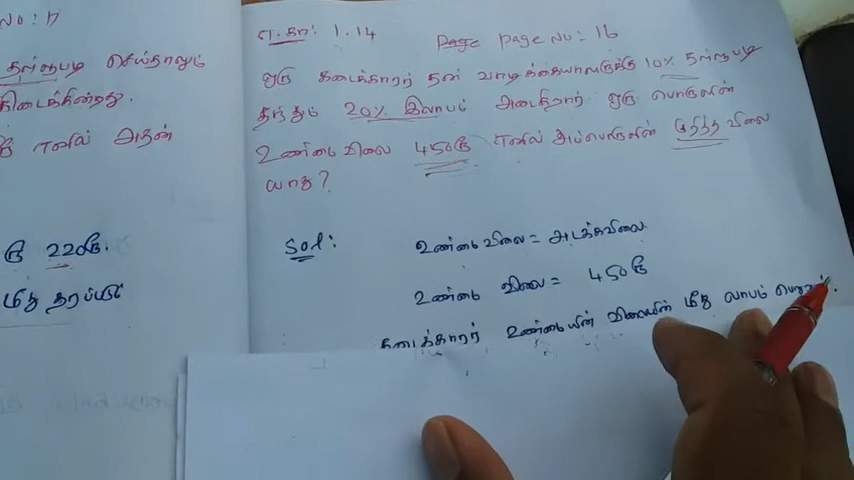 NO: 17
தள்ளுபடி செய்தாலும்
கிடைக்கின்றது.
எனில் அதன்
ரூ 220ரூ.
மீது தரப்படும்
எ.கா: 1.14 Page Page No: 16
ஒரு கடைக்காரர் தன் வாடிக்கையாளருக்கு 10% தள்ளுபடி
தந்தும் 20% இலாபம் அடைகிறார் ஒரு பொருளின்
உண்மை விலை 450ரூ எனில் அப்பொருளின் குறித்த விலை
யாது?
Sol: உண்மை விலை = அடக்கவிலை
உண்மை விலை = 450ரூ
கடைக்காரர் உண்மையின் விலையின் மீது லாபம்